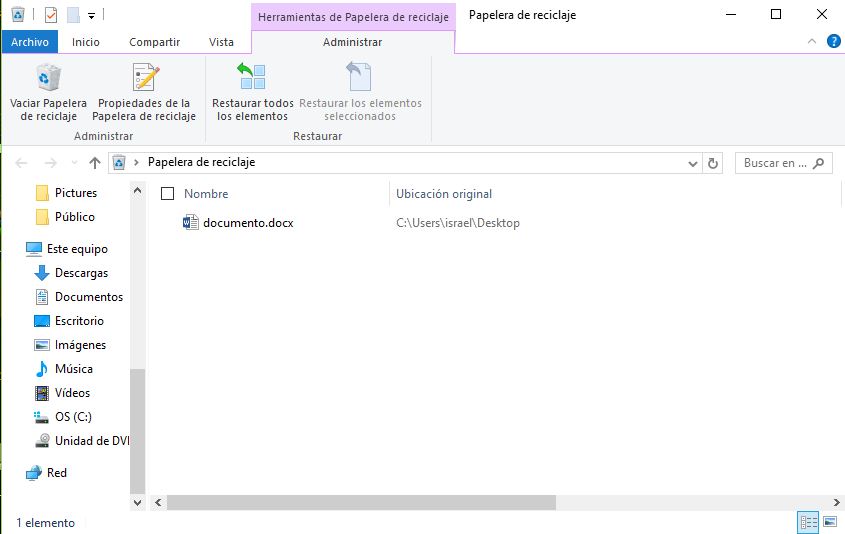 Herramientas de Papelera de reciclaje Papelera de reciclaje
Archivo Inicio Compartir Vista Administrar
Vaciar Papelera de reciclaje
Propiedades de la Papelera de reciclaje
Restaurar todos los elementos
Restaurar los elementos seleccionados
Administrar Restaurar
Papelera de reciclaje Buscar en ...
Nombre Ubicación original
documento.docx C:\Users\israel\Desktop
Pictures
Público
Este equipo
Descargas
Documentos
Escritorio
Imágenes
Música
Vídeos
OS (C:)
Unidad de DVI
Red
1 elemento